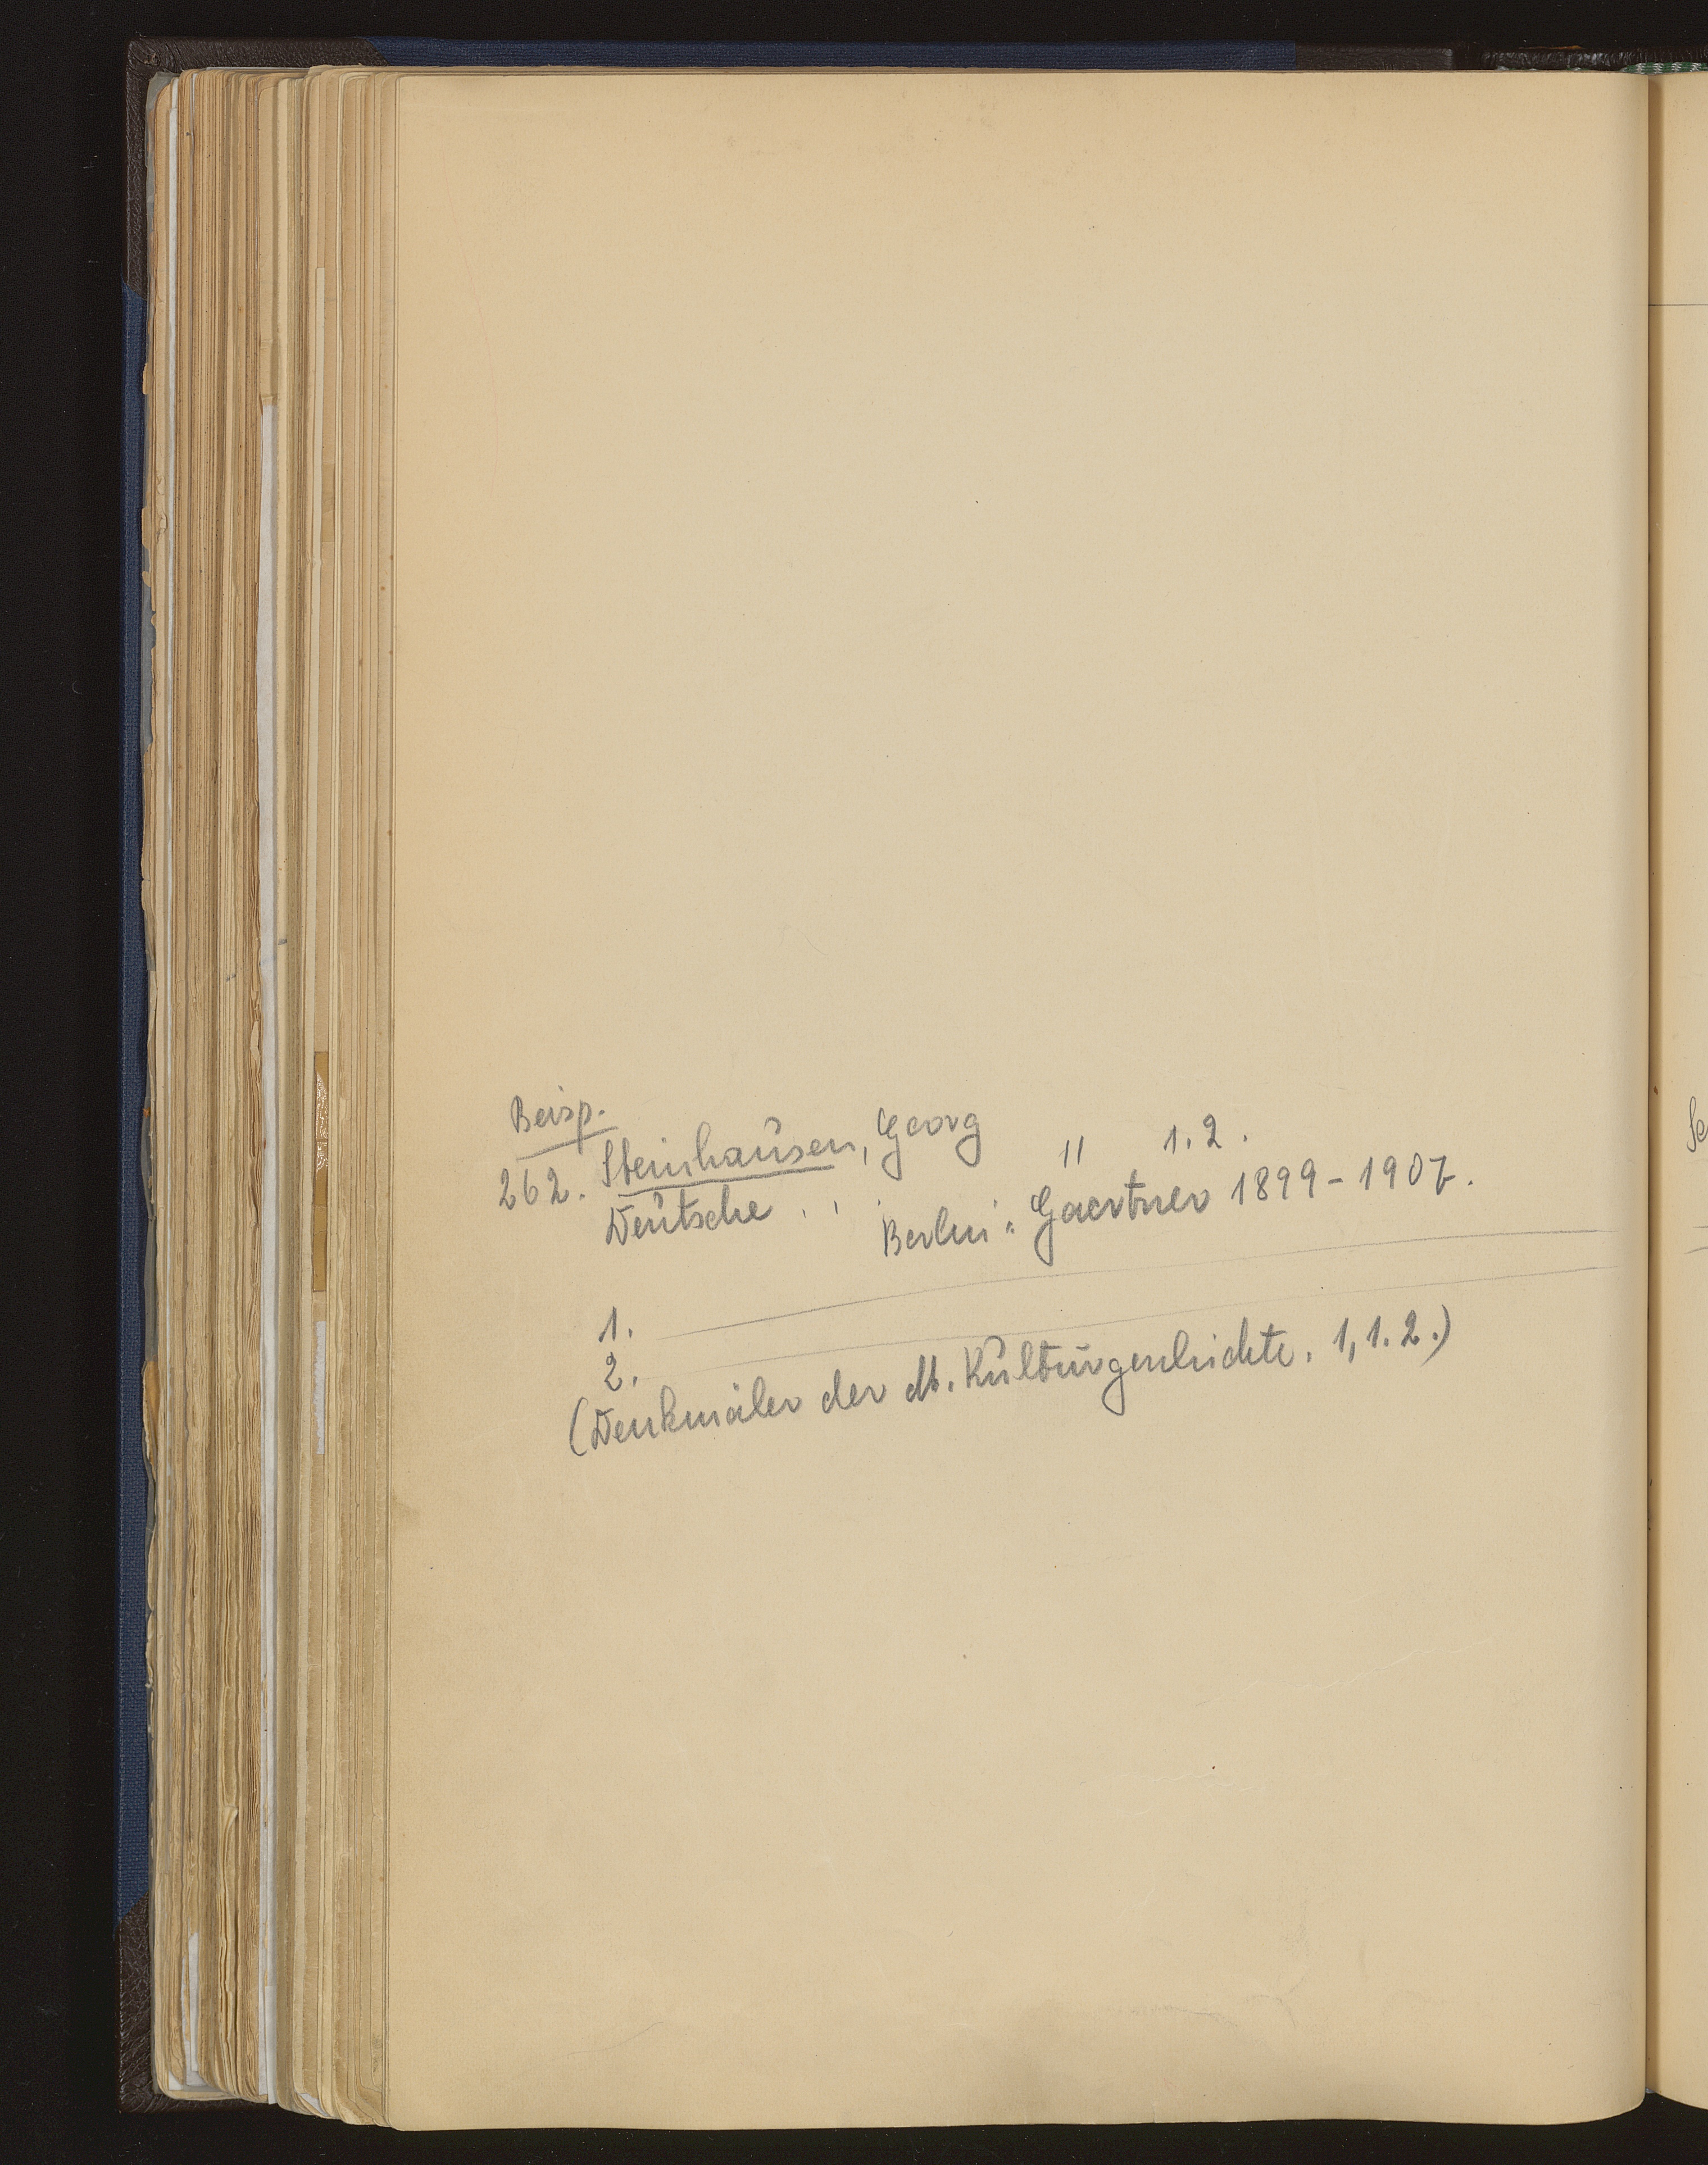 Beisp.
262. Steinhausen, Georg
Deutsche . . . " 1.2.
Berlin: Gaertner 1899-1907.
1.
2.
(Denkmäler der dt. Kulturgeschichte. 1,1.2.)